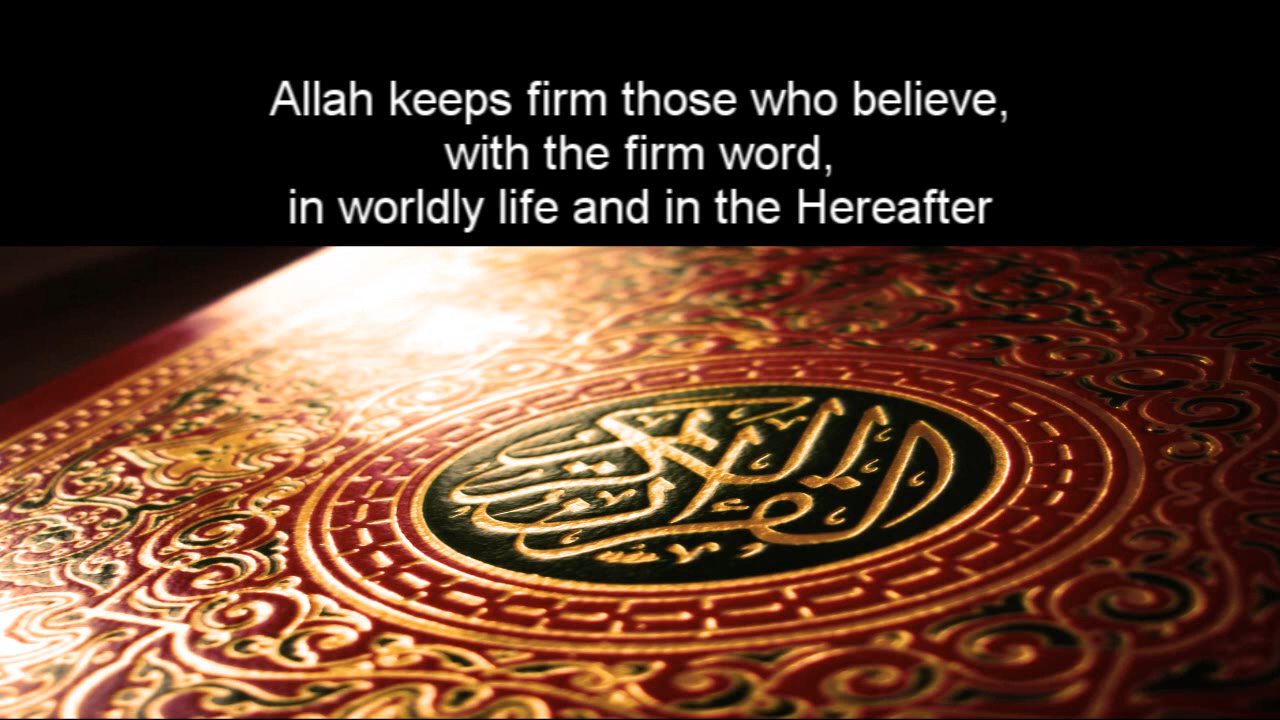 Allah keeps firm those who believe,
with the firm word,
in worldly life and in the Hereafter
القرآن الكريم